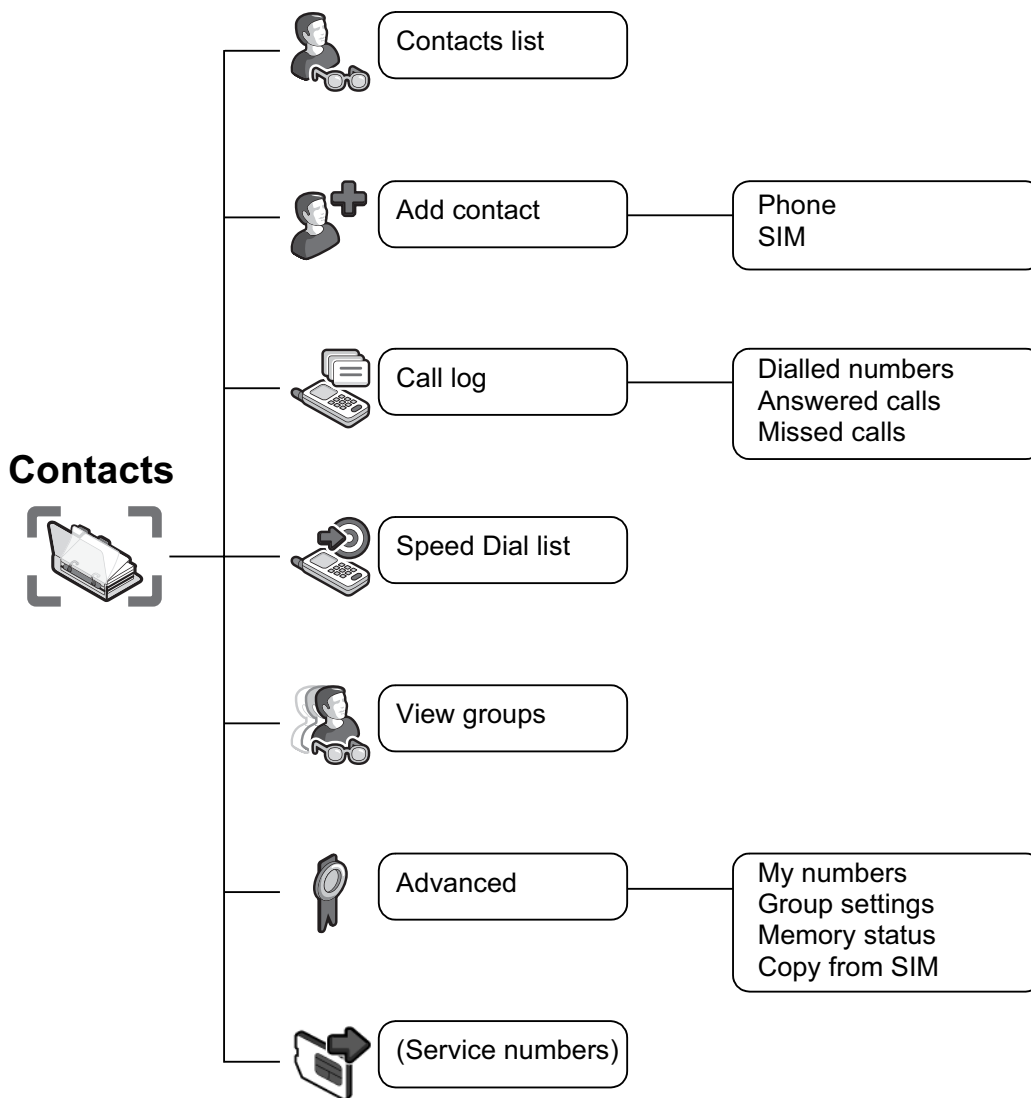 Contacts list
Add contact
Phone
SIM
Call log
Dialled numbers
Answered calls
Missed calls
Contacts
Speed Dial list
View groups
Advanced
My numbers
Group settings
Memory status
Copy from SIM
(Service numbers)